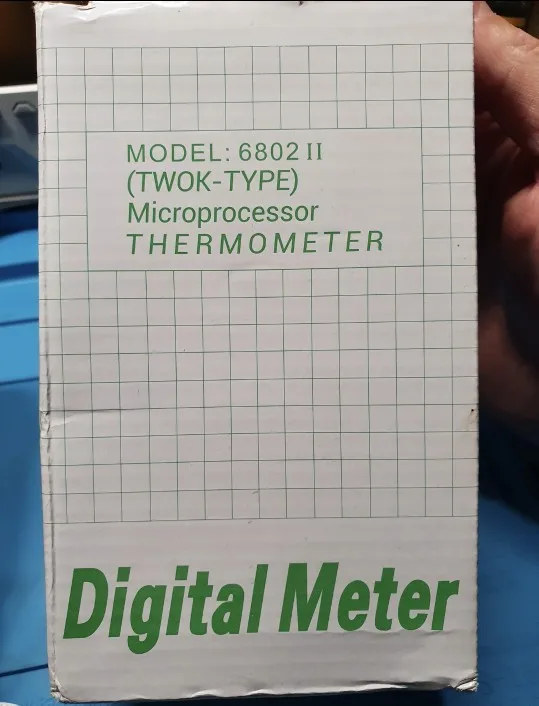 MODEL: 6802 II
(TWOK-TYPE)
Microprocessor
THERMOMETER
Digital Meter